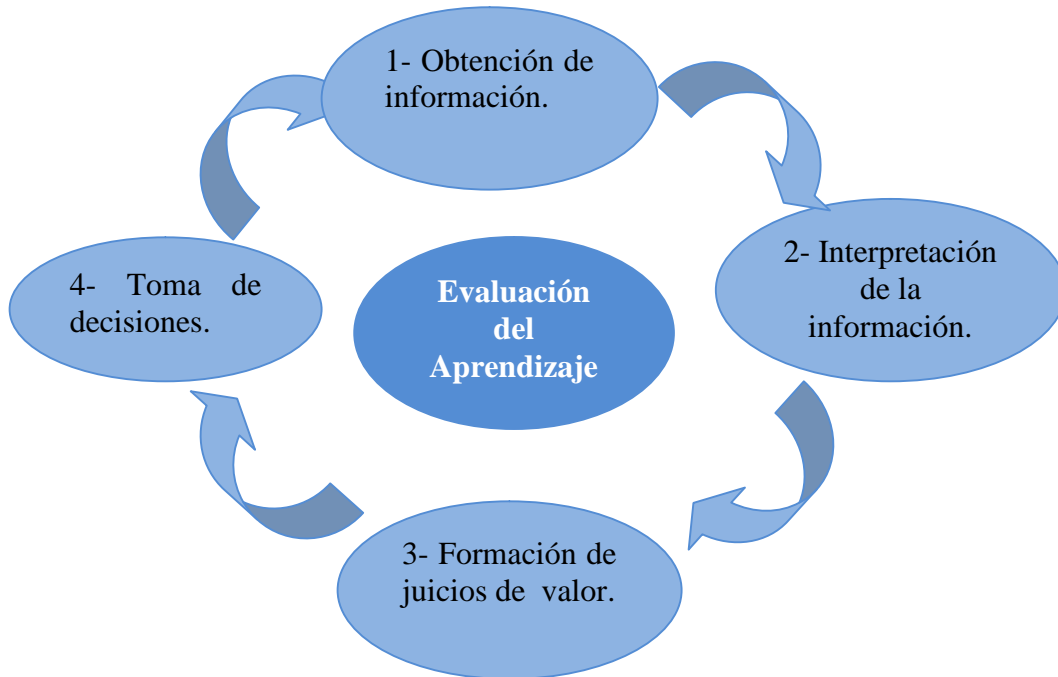 1- Obtención de
información.
2- Interpretación
de la
información.
3- Formación de
juicios de valor.
4- Toma de
decisiones.
Evaluación
del
Aprendizaje